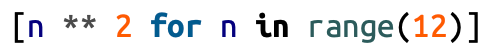 [n ** 2 for n in range(12)]